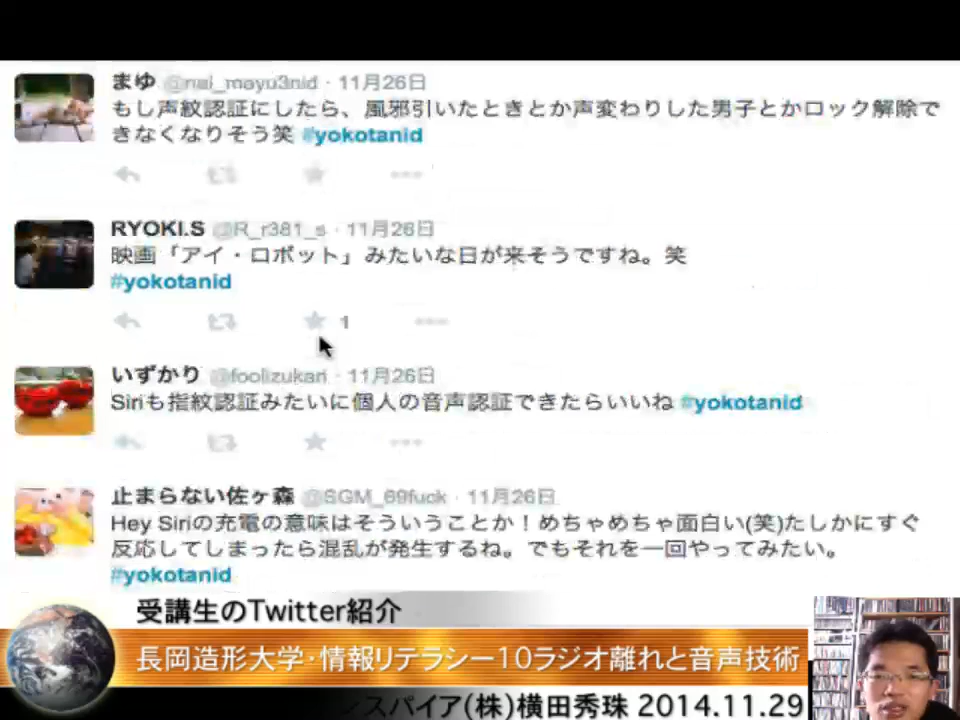 まゆ @nai_mayu3nid · 11月26日
もし声紋認証にしたら、風邪引いたときとか声変わりした男子とかロック解除で
きなくなりそう笑 #yokotanid
RYOKI.S @R_r381_s · 11月26日
映画「アイ・ロボット」みたいな日が来そうですね。笑
#yokotanid
1
いずかり @foolizukari · 11月26日
Siriも指紋認証みたいに個人の音声認証できたらいいね #yokotanid
止まらない佐ヶ森 @SGM_69fuck · 11月26日
Hey Siriの充電の意味はそういうことか！めちゃめちゃ面白い(笑)たしかにすぐ
反応してしまったら混乱が発生するね。でもそれを一回やってみたい。
#yokotanid
受講生のTwitter紹介
長岡造形大学・情報リテラシー10ラジオ離れと音声技術
ンスパイア(株)横田秀珠 2014.11.29